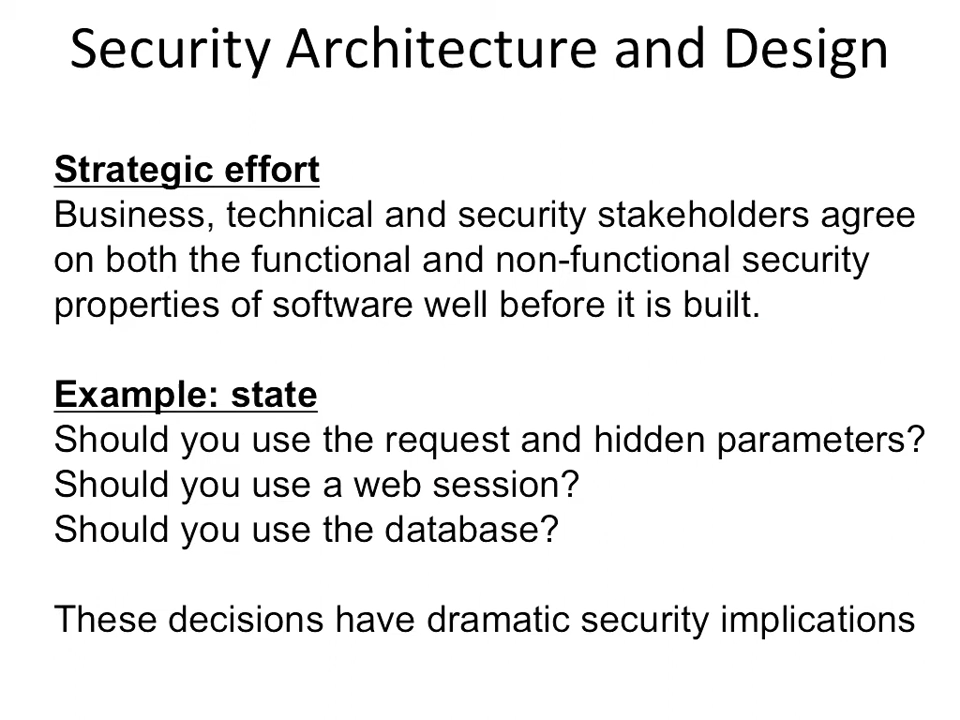 Security Architecture and Design
Strategic effort
Business, technical and security stakeholders agree
on both the functional and non-functional security
properties of software well before it is built.
Example: state
Should you use the request and hidden parameters?
Should you use a web session?
Should you use the database?
These decisions have dramatic security implications